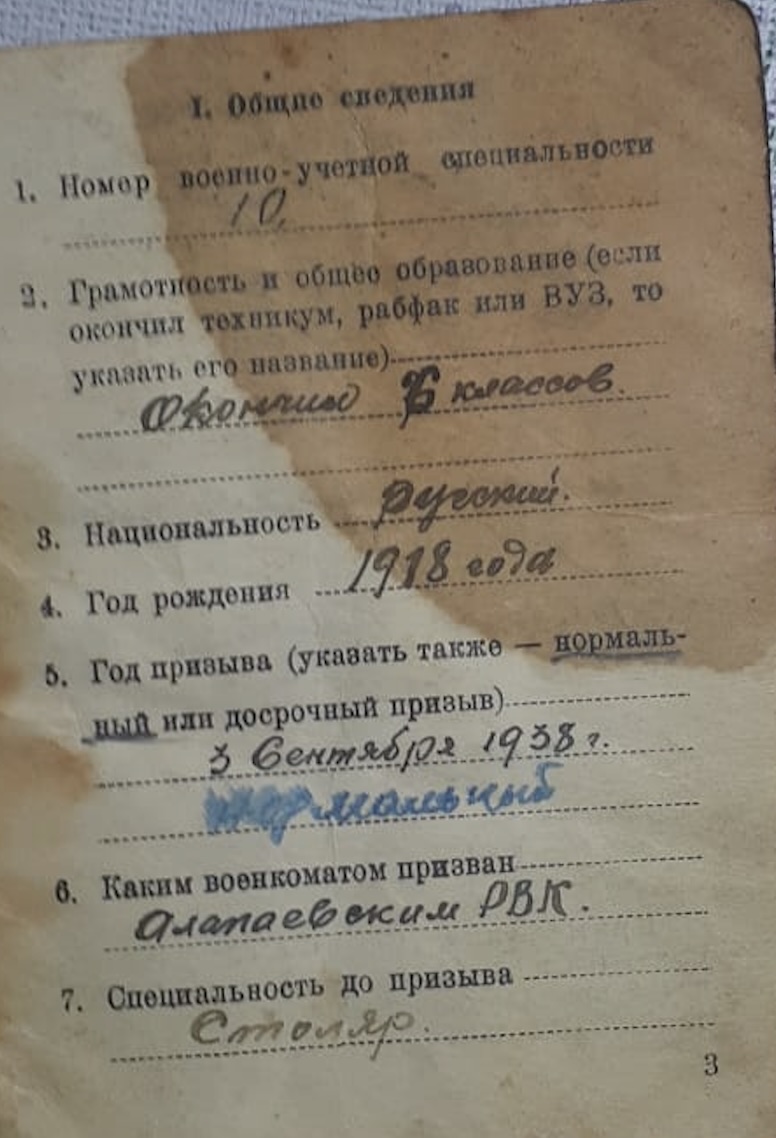 I. Общие сведения
1. Номер военно-учетной специальности
10.
2. Грамотность и общее образование (если
окончил техникум, рабфак или ВУЗ, то
указать его название)
Окончил классов.
3. Национальность Русский.
4. Год рождения 1918 года
5. Год призыва (указать также — нормаль-
ный или досрочный призыв)
3 Сентября 1938 г.
нормальный
6. Каким военкоматом призван
Алапаевским РВК.
7. Специальность до призыва
Столяр.
3